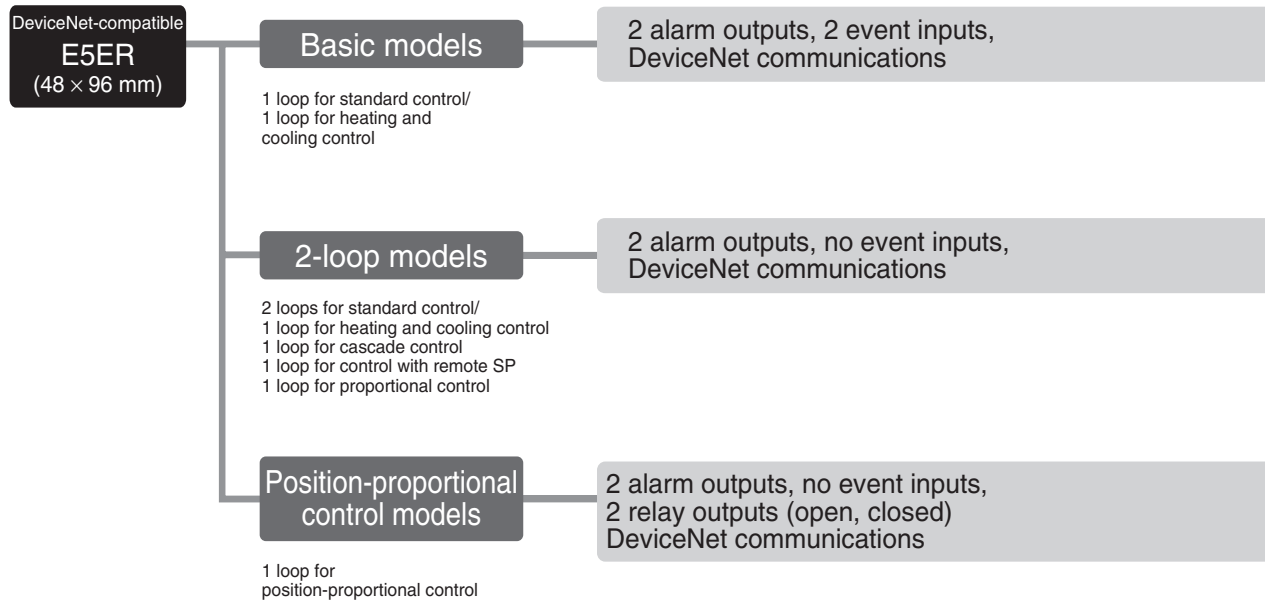 DeviceNet-compatible
E5ER
(48 × 96 mm)
Basic models
2 alarm outputs, 2 event inputs,
DeviceNet communications
1 loop for standard control/
1 loop for heating and
cooling control
2-loop models
2 alarm outputs, no event inputs,
DeviceNet communications
2 loops for standard control/
1 loop for heating and cooling control
1 loop for cascade control
1 loop for control with remote SP
1 loop for proportional control
Position-proportional
control models
2 alarm outputs, no event inputs,
2 relay outputs (open, closed)
DeviceNet communications
1 loop for
position-proportional control